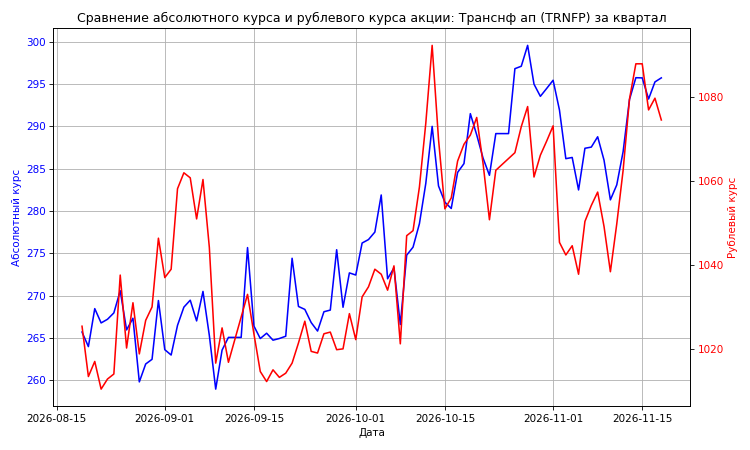 Сравнение абсолютного курса и рублевого курса акции: Транснф ап (TRNFP) за квартал
300
295
290
285
280
275
270
265
260
Абсолютный курс
1080
1060
1040
1020
Рублевый курс
2026-08-15 2026-09-01 2026-09-15 2026-10-01 2026-10-15 2026-11-01 2026-11-15
Дата